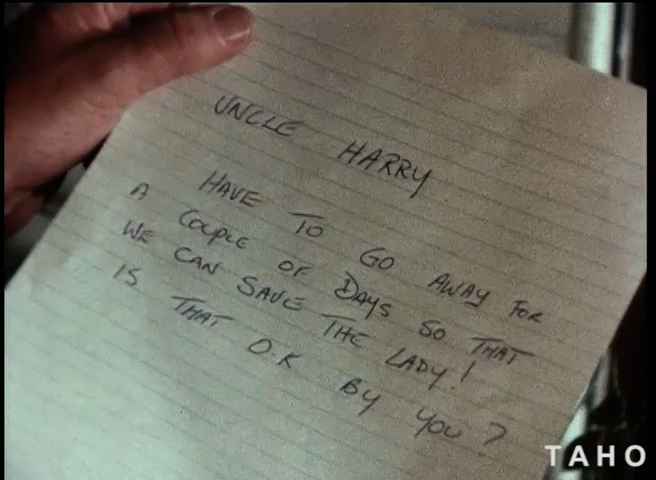 UNCLE HARRY
HAVE TO GO AWAY FOR
A COUPLE OF DAYS SO THAT
WE CAN SAVE THE LADY!
IS THAT O.K BY YOU?
TAHO